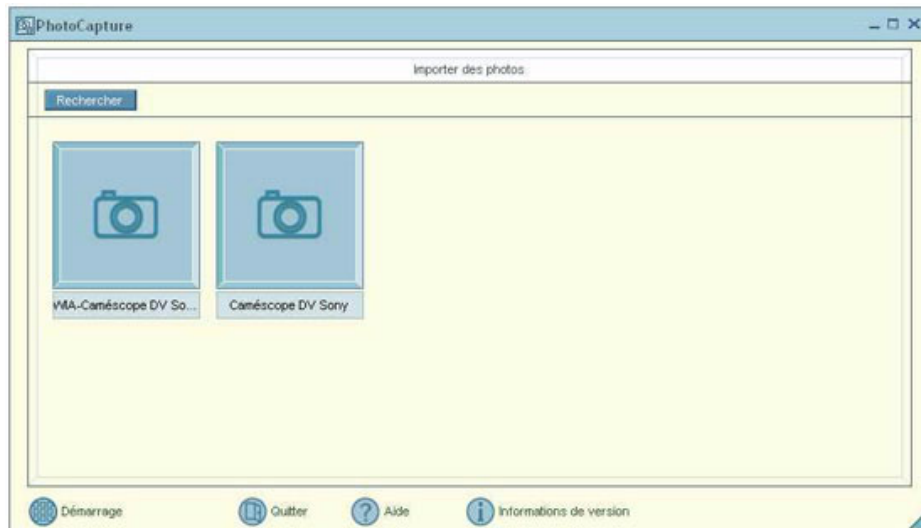 PhotoCapture
Importer des photos
Rechercher
WIA-Caméscope DV So...
Caméscope DV Sony
Démarrage
Quitter
Aide
Informations de version